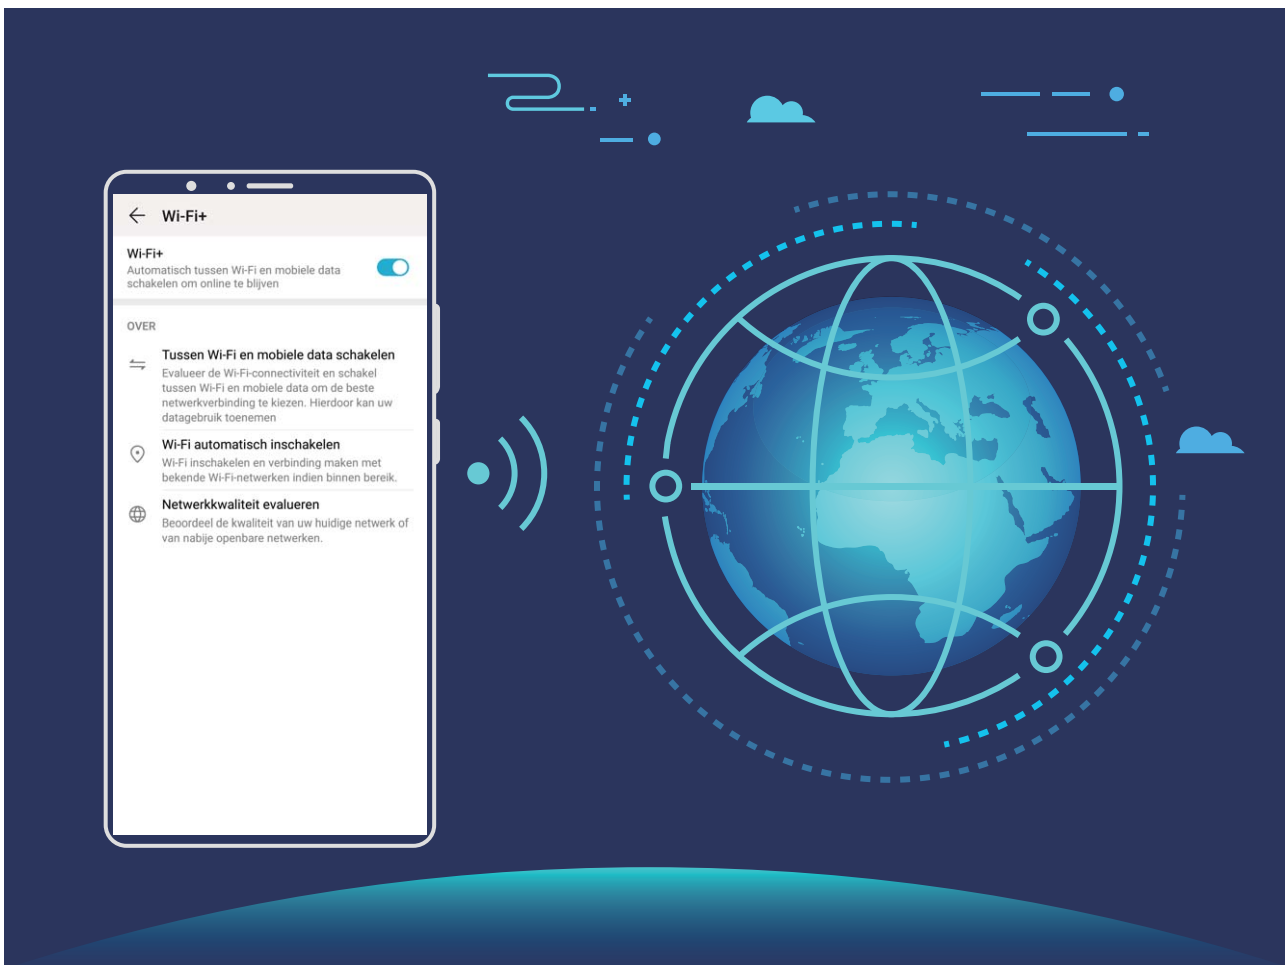 Wi-Fi+
Wi-Fi+
Automatisch tussen Wi-Fi en mobiele data
schakelen om online te blijven
OVER
Tussen Wi-Fi en mobiele data schakelen
Evalueer de Wi-Fi-connectiviteit en schakel
tussen Wi-Fi en mobiele data om de beste
netwerkverbinding te kiezen. Hierdoor kan uw
datagebruik toenemen
Wi-Fi automatisch inschakelen
Wi-Fi inschakelen en verbinding maken met
bekende Wi-Fi-netwerken indien binnen bereik.
Netwerkkwaliteit evalueren
Beoordeel de kwaliteit van uw huidige netwerk of
van nabije openbare netwerken.